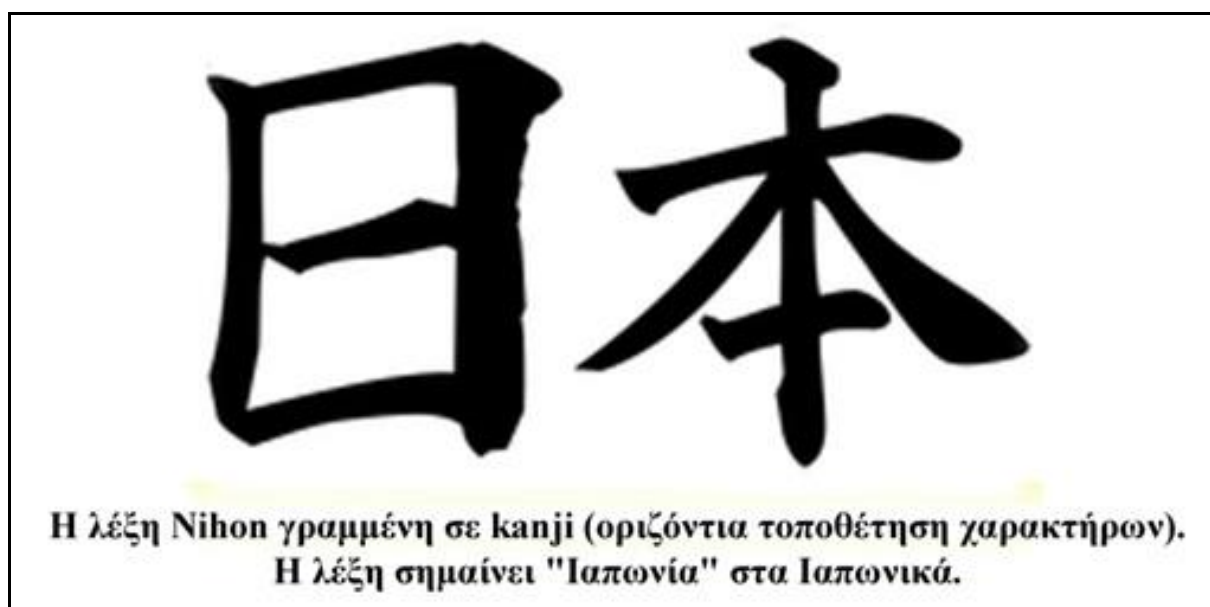 日本
Η λέξη Nihon γραμμένη σε kanji (οριζόντια τοποθέτηση χαρακτήρων).
Η λέξη σημαίνει "Ιαπωνία" στα Ιαπωνικά.